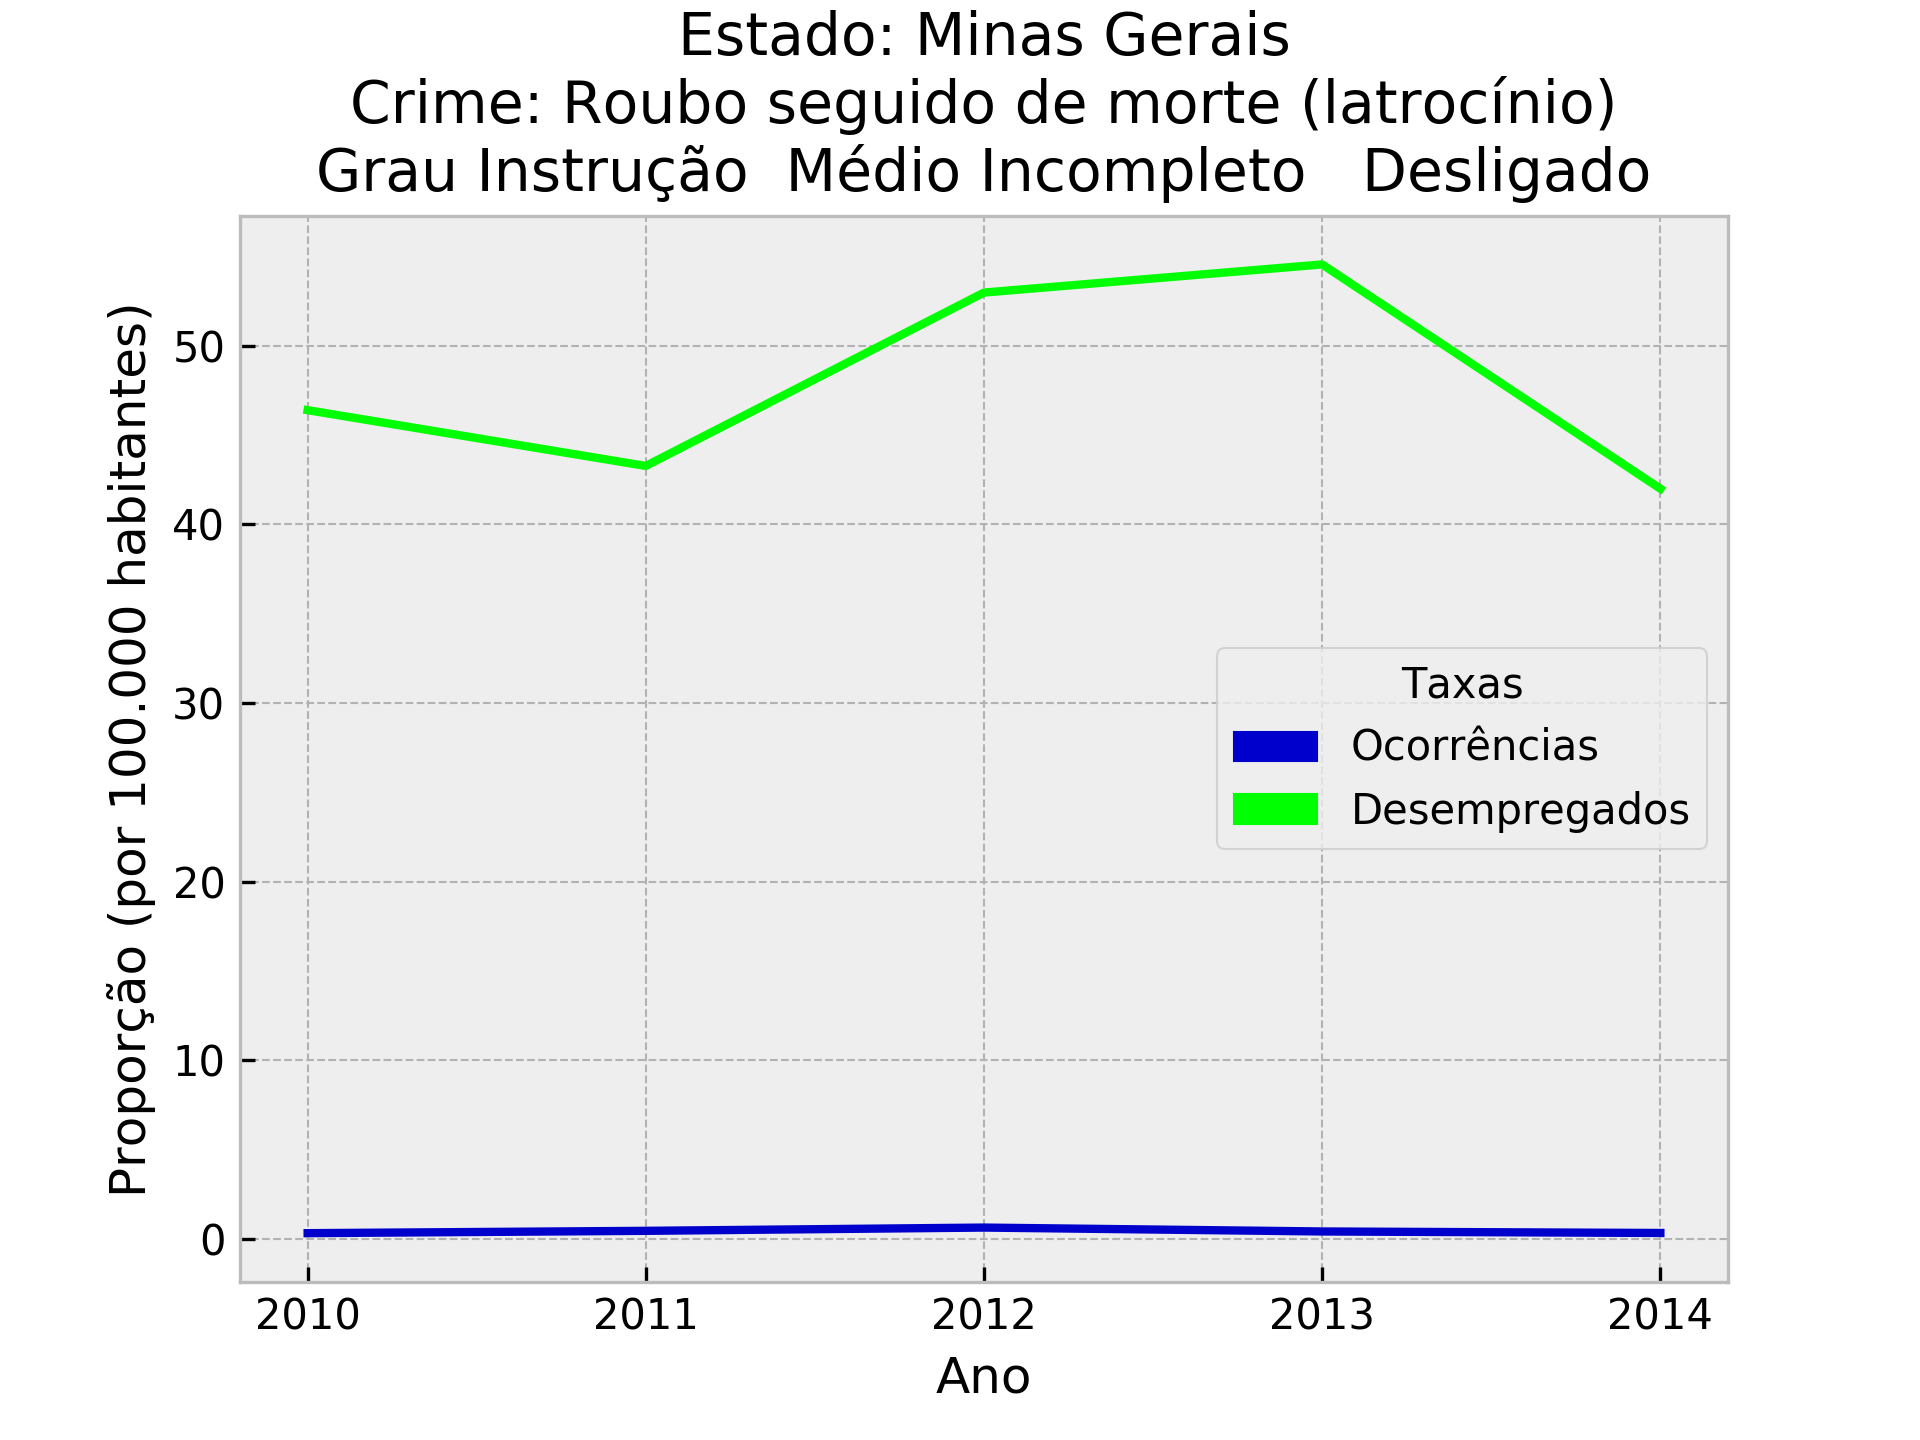 Estado: Minas Gerais
Crime: Roubo seguido de morte (latrocínio)
Grau Instrução  Médio Incompleto   Desligado
Proporção (por 100.000 habitantes)
50
40
30
20
10
0
Taxas
Ocorrências
Desempregados
2010 2011 2012 2013 2014
Ano